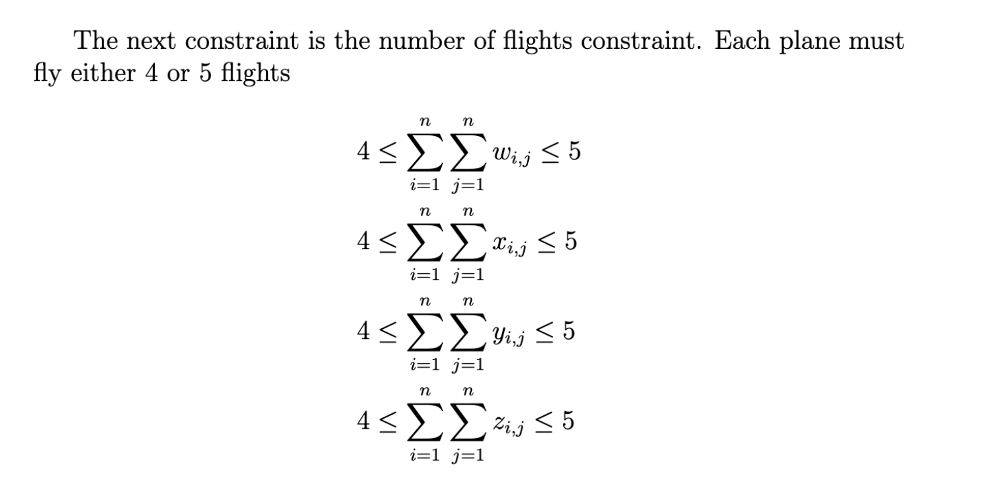 The next constraint is the number of flights constraint. Each plane must
fly either 4 or 5 flights
$4 \leq \sum_{i=1}^{n} \sum_{j=1}^{n} w_{i,j} \leq 5$
$4 \leq \sum_{i=1}^{n} \sum_{j=1}^{n} x_{i,j} \leq 5$
$4 \leq \sum_{i=1}^{n} \sum_{j=1}^{n} y_{i,j} \leq 5$
$4 \leq \sum_{i=1}^{n} \sum_{j=1}^{n} z_{i,j} \leq 5$